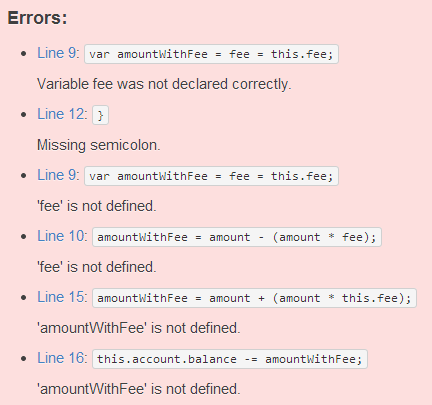 Errors:
Line 9: var amountWithFee = fee = this.fee;
Variable fee was not declared correctly.
Line 12: }
Missing semicolon.
Line 9: var amountWithFee = fee = this.fee;
'fee' is not defined.
Line 10: amountWithFee = amount - (amount * fee);
'fee' is not defined.
Line 15: amountWithFee = amount + (amount * this.fee);
'amountWithFee' is not defined.
Line 16: this.account.balance -= amountWithFee;
'amountWithFee' is not defined.